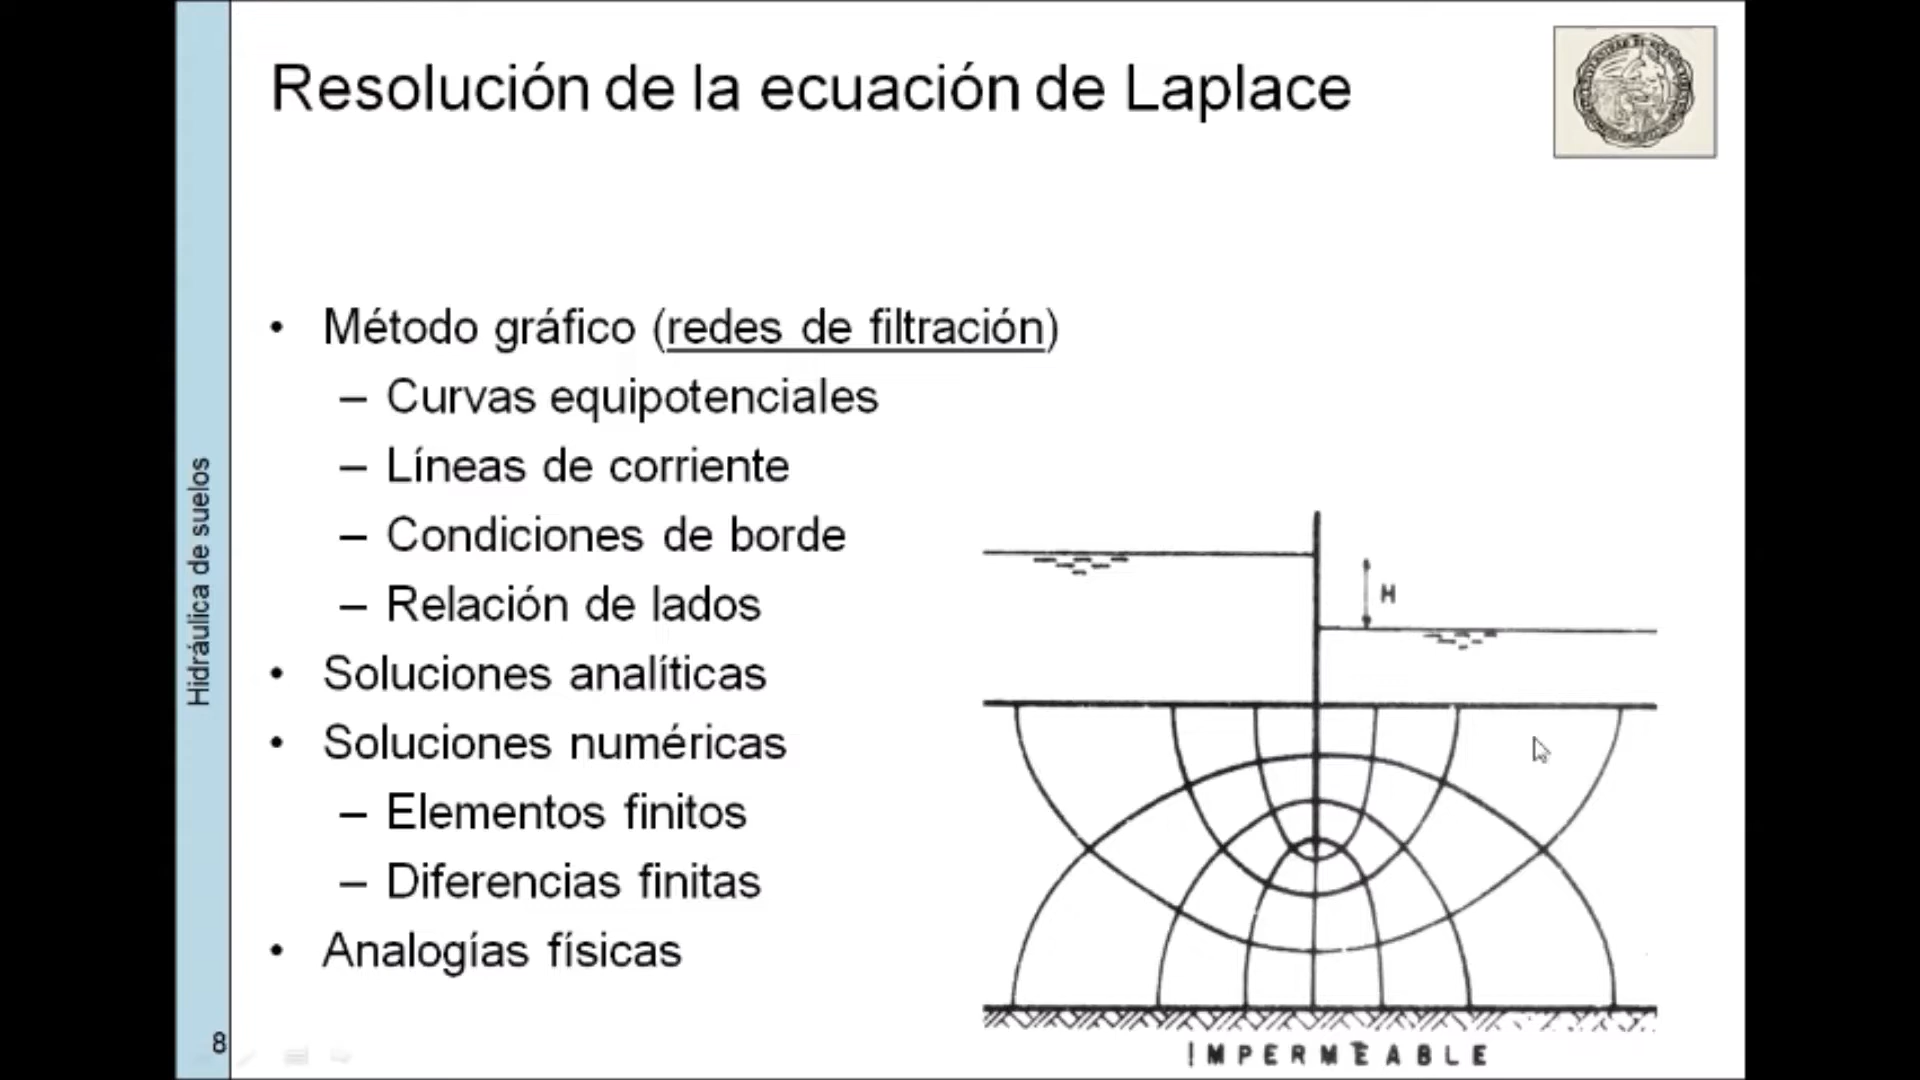 Resolución de la ecuación de Laplace
• Método gráfico (redes de filtración)
– Curvas equipotenciales
– Líneas de corriente
– Condiciones de borde
– Relación de lados
• Soluciones analíticas
• Soluciones numéricas
– Elementos finitos
– Diferencias finitas
• Analogías físicas
H
IMPERMEABLE
Hidráulica de suelos
8